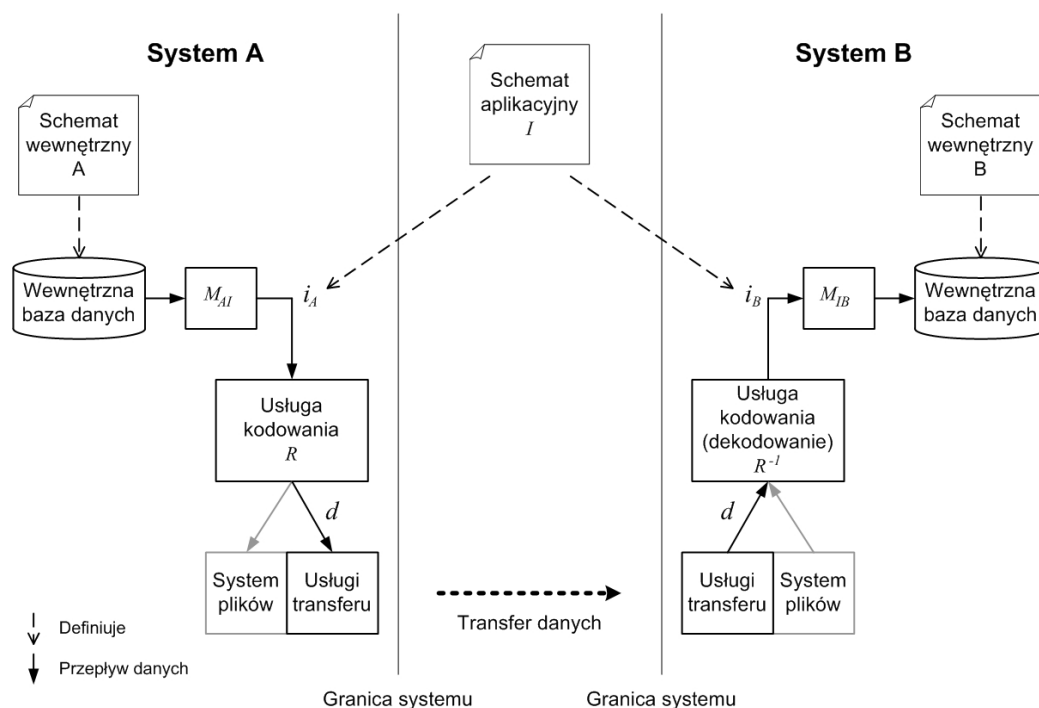 System A
System B
Schemat
aplikacyjny
I
Schemat
wewnętrzny
A
Schemat
wewnętrzny
B
Wewnętrzna
baza danych
M_AI
i_A
i_B
M_IB
Wewnętrzna
baza danych
Usługa
kodowania
R
Usługa
kodowania
(dekodowanie)
R^-1
d
d
System
plików
Usługi
transferu
Usługi
transferu
System
plików
Transfer danych
Definiuje
Przepływ danych
Granica systemu
Granica systemu